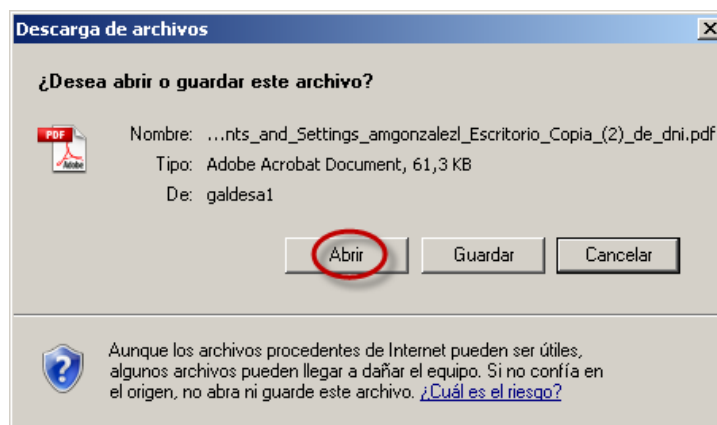 Descarga de archivos
¿Desea abrir o guardar este archivo?
PDF
Adobe
Nombre: ...nts_and_Settings_amgonzalezl_Escritorio_Copia_(2)_de_dni.pdf
Tipo: Adobe Acrobat Document, 61,3 KB
De: galdesa1
Abrir Guardar Cancelar
Aunque los archivos procedentes de Internet pueden ser útiles,
algunos archivos pueden llegar a dañar el equipo. Si no confía en
el origen, no abra ni guarde este archivo. ¿Cuál es el riesgo?